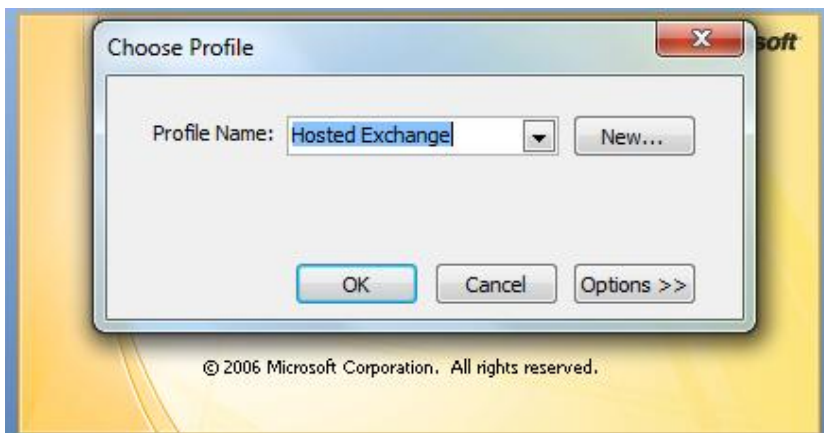 Choose Profile
soft
Profile Name: Hosted Exchange New...
OK Cancel Options >>
© 2006 Microsoft Corporation. All rights reserved.